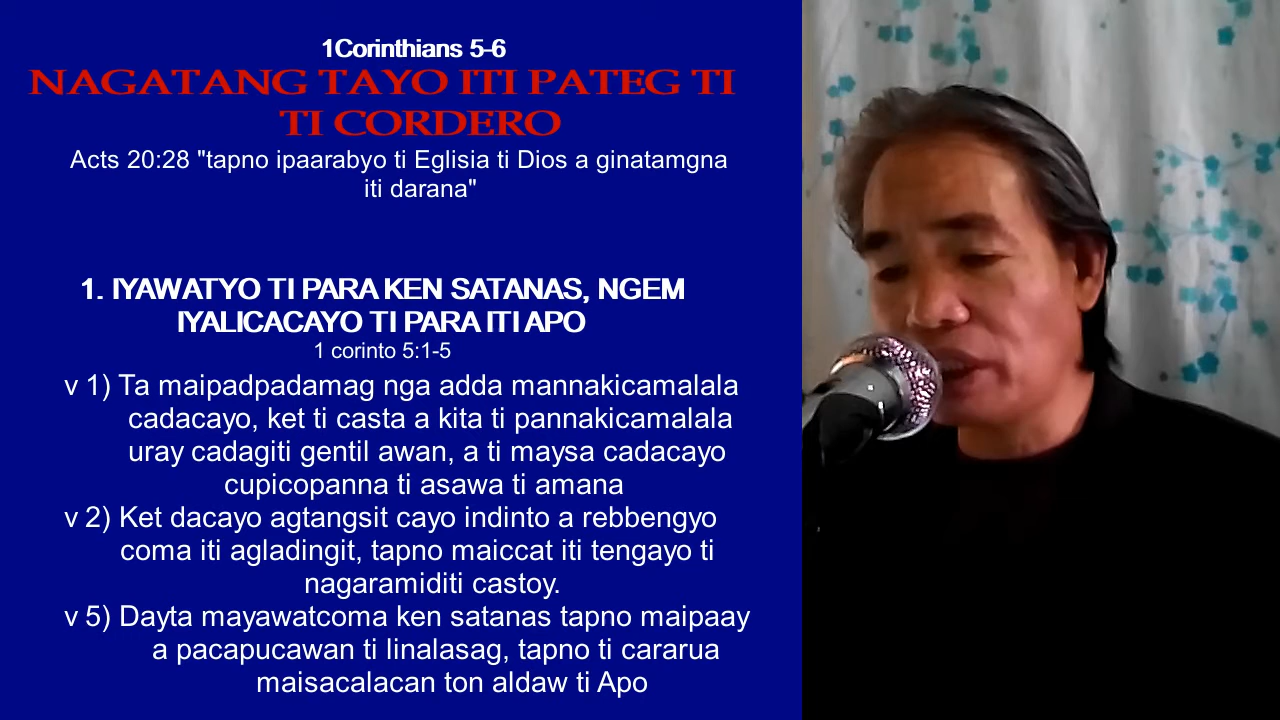 1Corinthians 5-6
NAGATANG TAYO ITI PATEG TI
TI CORDERO
Acts 20:28 "tapno ipaarabyo ti Eglisia ti Dios a ginatamgna
iti darana"
1. IYAWATYO TI PARA KEN SATANAS, NGEM
IYALICACAYO TI PARA ITI APO
1 corinto 5:1-5
v 1) Ta maipadpadamag nga adda mannakicamalala
cadacayo, ket ti casta a kita ti pannakicamalala
uray cadagiti gentil awan, a ti maysa cadacayo
cupicopanna ti asawa ti amana
v 2) Ket dacayo agtangsit cayo indinto a rebbengyo
coma iti agladingit, tapno maiccat iti tengayo ti
nagaramiditi castoy.
v 5) Dayta mayawatcoma ken satanas tapno maipaay
a pacapucawan ti linalasag, tapno ti cararua
maisacalacan ton aldaw ti Apo